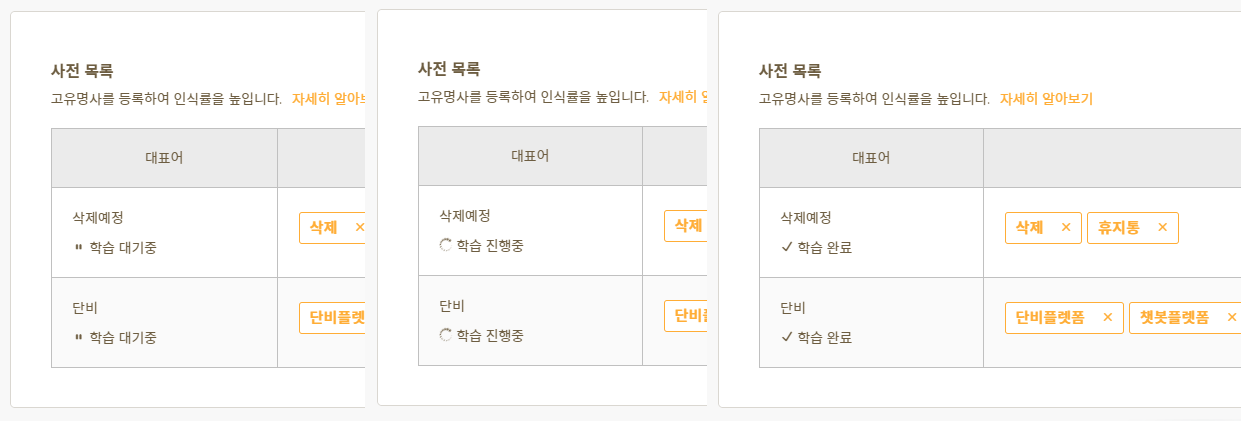 사전 목록
고유명사를 등록하여 인식률을 높입니다. 자세히 알아
대표어
삭제예정
학습 대기중
삭제 ×
단비
학습 대기중
단비플렛
사전 목록
고유명사를 등록하여 인식률을 높입니다. 자세히
대표어
삭제예정
학습 진행중
삭제
단비
학습 진행중
단비
사전 목록
고유명사를 등록하여 인식률을 높입니다. 자세히 알아보기
대표어
삭제예정
학습 완료
삭제 × 휴지통 ×
단비
학습 완료
단비플렛폼 × 챗봇플렛폼 ×